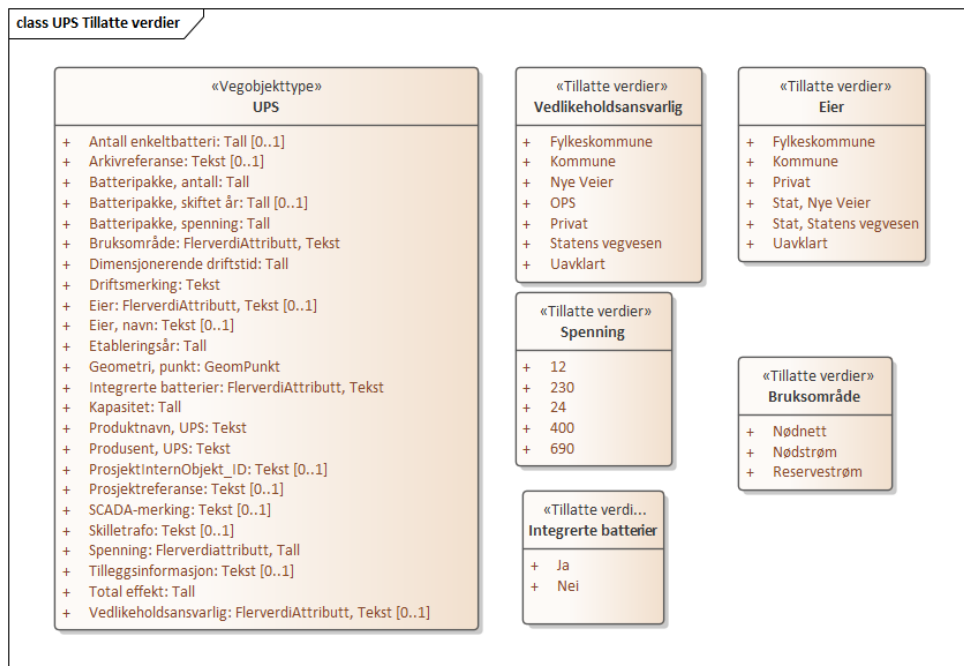 class UPS Tillatte verdier
«Vegobjekttype»
UPS
+ Antall enkeltbatteri: Tall [0..1]
+ Arkivreferanse: Tekst [0..1]
+ Batteripakke, antall: Tall
+ Batteripakke, skiftet år: Tall [0..1]
+ Batteripakke, spenning: Tall
+ Bruksområde: FlerverdiAttributt, Tekst
+ Dimensjonerende driftstid: Tall
+ Driftsmerking: Tekst
+ Eier: FlerverdiAttributt, Tekst [0..1]
+ Eier, navn: Tekst [0..1]
+ Etableringsår: Tall
+ Geometri, punkt: GeomPunkt
+ Integrerte batterier: FlerverdiAttributt, Tekst
+ Kapasitet: Tall
+ Produktnavn, UPS: Tekst
+ Produsent, UPS: Tekst
+ ProsjektInternObjekt_ID: Tekst [0..1]
+ Prosjektreferanse: Tekst [0..1]
+ SCADA-merking: Tekst [0..1]
+ Skilletrafo: Tekst [0..1]
+ Spenning: Flerverdiattributt, Tall
+ Tilleggsinformasjon: Tekst [0..1]
+ Total effekt: Tall
+ Vedlikeholdsansvarlig: FlerverdiAttributt, Tekst [0..1]
«Tillatte verdier»
Vedlikeholdsansvarlig
+ Fylkeskommune
+ Kommune
+ Nye Veier
+ OPS
+ Privat
+ Statens vegvesen
+ Uavklart
«Tillatte verdier»
Eier
+ Fylkeskommune
+ Kommune
+ Privat
+ Stat, Nye Veier
+ Stat, Statens vegvesen
+ Uavklart
«Tillatte verdier»
Spenning
+ 12
+ 230
+ 24
+ 400
+ 690
«Tillatte verdier»
Bruksområde
+ Nødnett
+ Nødstrøm
+ Reservestrøm
«Tillatte verdi...
Integrerte batterier
+ Ja
+ Nei